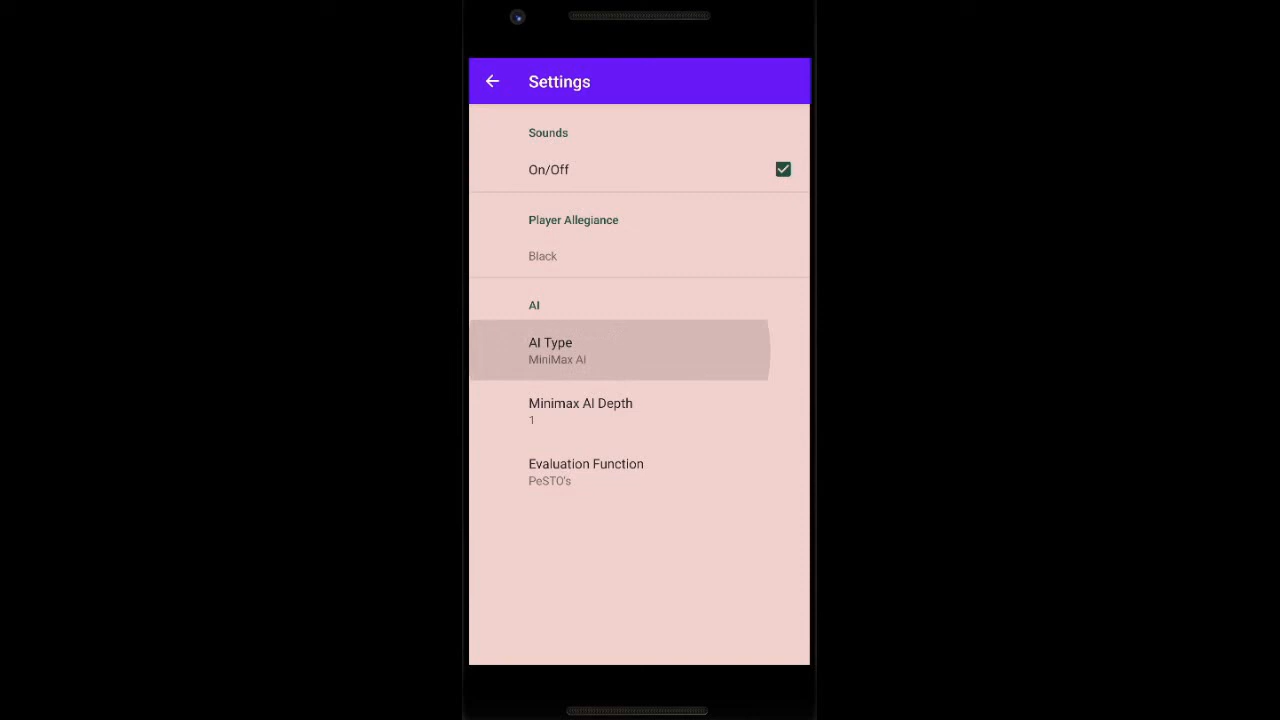 Settings
Sounds
On/Off
Player Allegiance
Black
AI
AI Type
MiniMax AI
Minimax AI Depth
1
Evaluation Function
PeSTO's